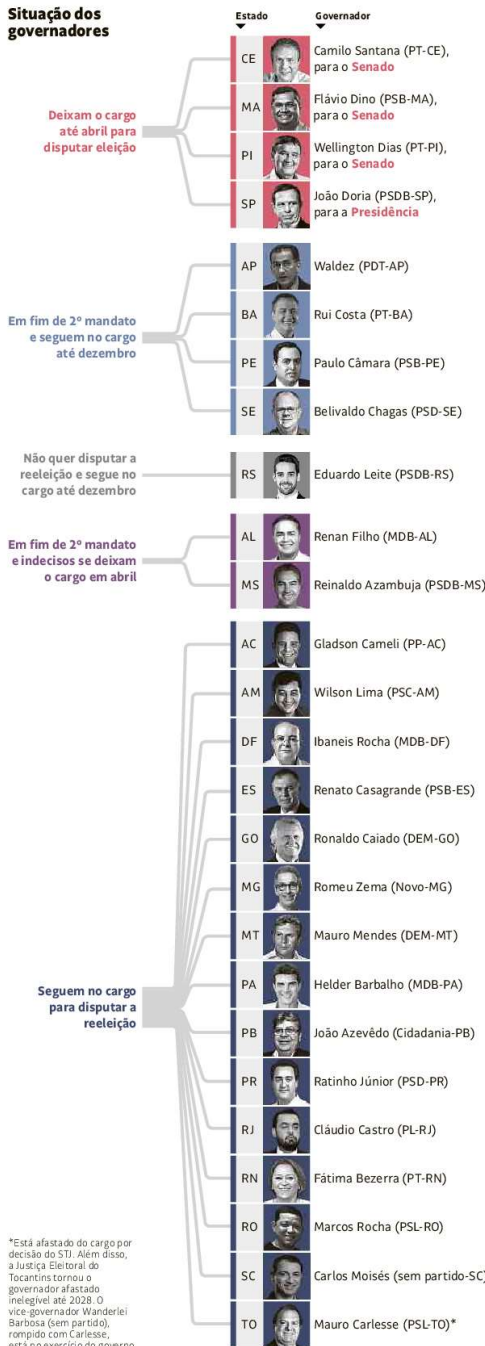 Situação dos
governadores
Estado
Governador
Deixam o cargo
até abril para
disputar eleição
CE
Camilo Santana (PT-CE),
para o Senado
MA
Flávio Dino (PSB-MA),
para o Senado
PI
Wellington Dias (PT-PI),
para o Senado
SP
João Doria (PSDB-SP),
para a Presidência
Em fim de 2º mandato
e seguem no cargo
até dezembro
AP
Waldez (PDT-AP)
BA
Rui Costa (PT-BA)
PE
Paulo Câmara (PSB-PE)
SE
Belivaldo Chagas (PSD-SE)
Não quer disputar a
reeleição e segue no
cargo até dezembro
RS
Eduardo Leite (PSDB-RS)
Em fim de 2º mandato
e indecisos se deixam
o cargo em abril
AL
Renan Filho (MDB-AL)
MS
Reinaldo Azambuja (PSDB-MS)
Seguem no cargo
para disputar a
reeleição
AC
Gladson Cameli (PP-AC)
AM
Wilson Lima (PSC-AM)
DF
Ibaneis Rocha (MDB-DF)
ES
Renato Casagrande (PSB-ES)
GO
Ronaldo Caiado (DEM-GO)
MG
Romeu Zema (Novo-MG)
MT
Mauro Mendes (DEM-MT)
PA
Helder Barbalho (MDB-PA)
PB
João Azevêdo (Cidadania-PB)
PR
Ratinho Júnior (PSD-PR)
RJ
Cláudio Castro (PL-RJ)
RN
Fátima Bezerra (PT-RN)
RO
Marcos Rocha (PSL-RO)
SC
Carlos Moisés (sem partido-SC)
TO
Mauro Carlesse (PSL-TO)*
*Está afastado do cargo por
decisão do STJ. Além disso,
a Justiça Eleitoral do
Tocantins tornou o
governador afastado
inelegível até 2028. O
vice-governador Wanderlei
Barbosa (sem partido),
rompido com Carlesse,
está no exercício do governo